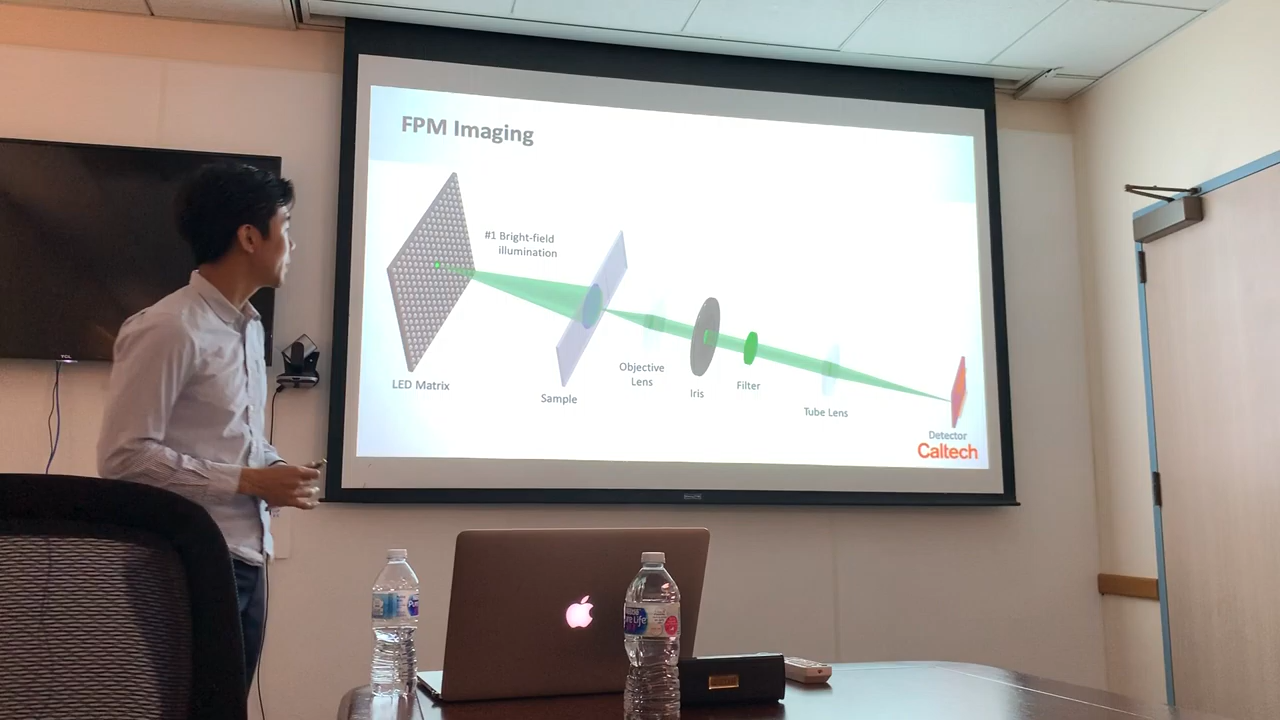 FPM Imaging
#1 Bright-field
illumination
LED Matrix
Sample
Objective
Lens
Iris
Filter
Tube Lens
Detector
Caltech
TCL
Pure Life